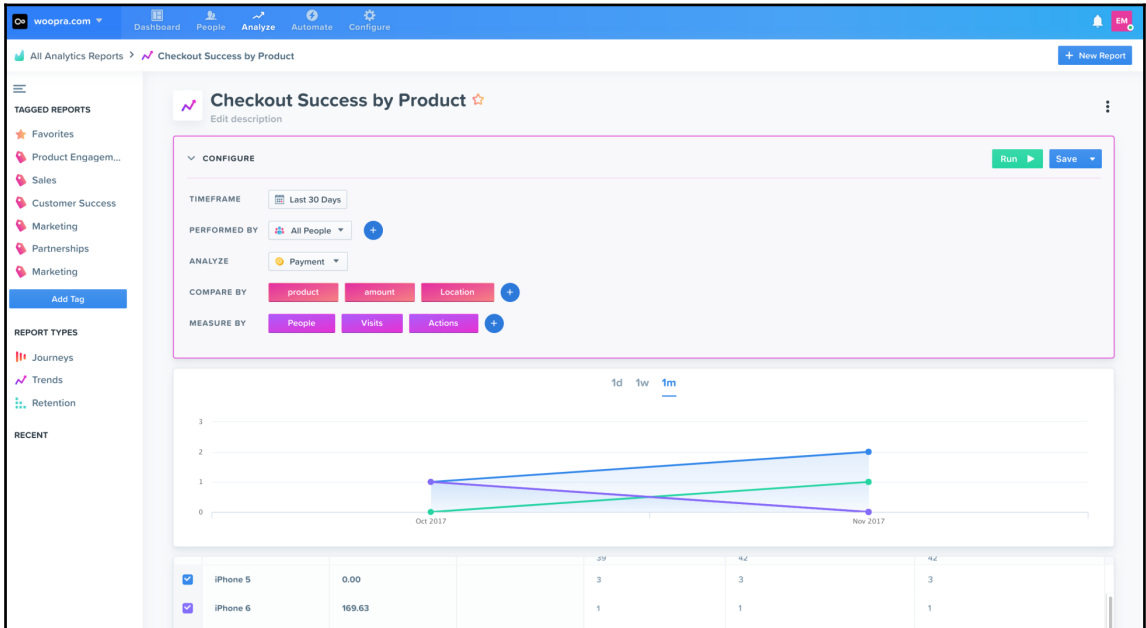 woopra.com
Dashboard People Analyze Automate Configure
EM
All Analytics Reports > Checkout Success by Product
+ New Report
TAGGED REPORTS
Favorites
Product Engagem...
Sales
Customer Success
Marketing
Partnerships
Marketing
Add Tag
REPORT TYPES
Journeys
Trends
Retention
RECENT
Checkout Success by Product
Edit description
CONFIGURE
Run
Save
TIMEFRAME Last 30 Days
PERFORMED BY All People +
ANALYZE Payment
COMPARE BY product amount Location +
MEASURE BY People Visits Actions +
1d 1w 1m
3
2
1
0
Oct 2017 Nov 2017
39 42 42
iPhone 5 0.00 3 3 3
iPhone 6 169.63 1 1 1